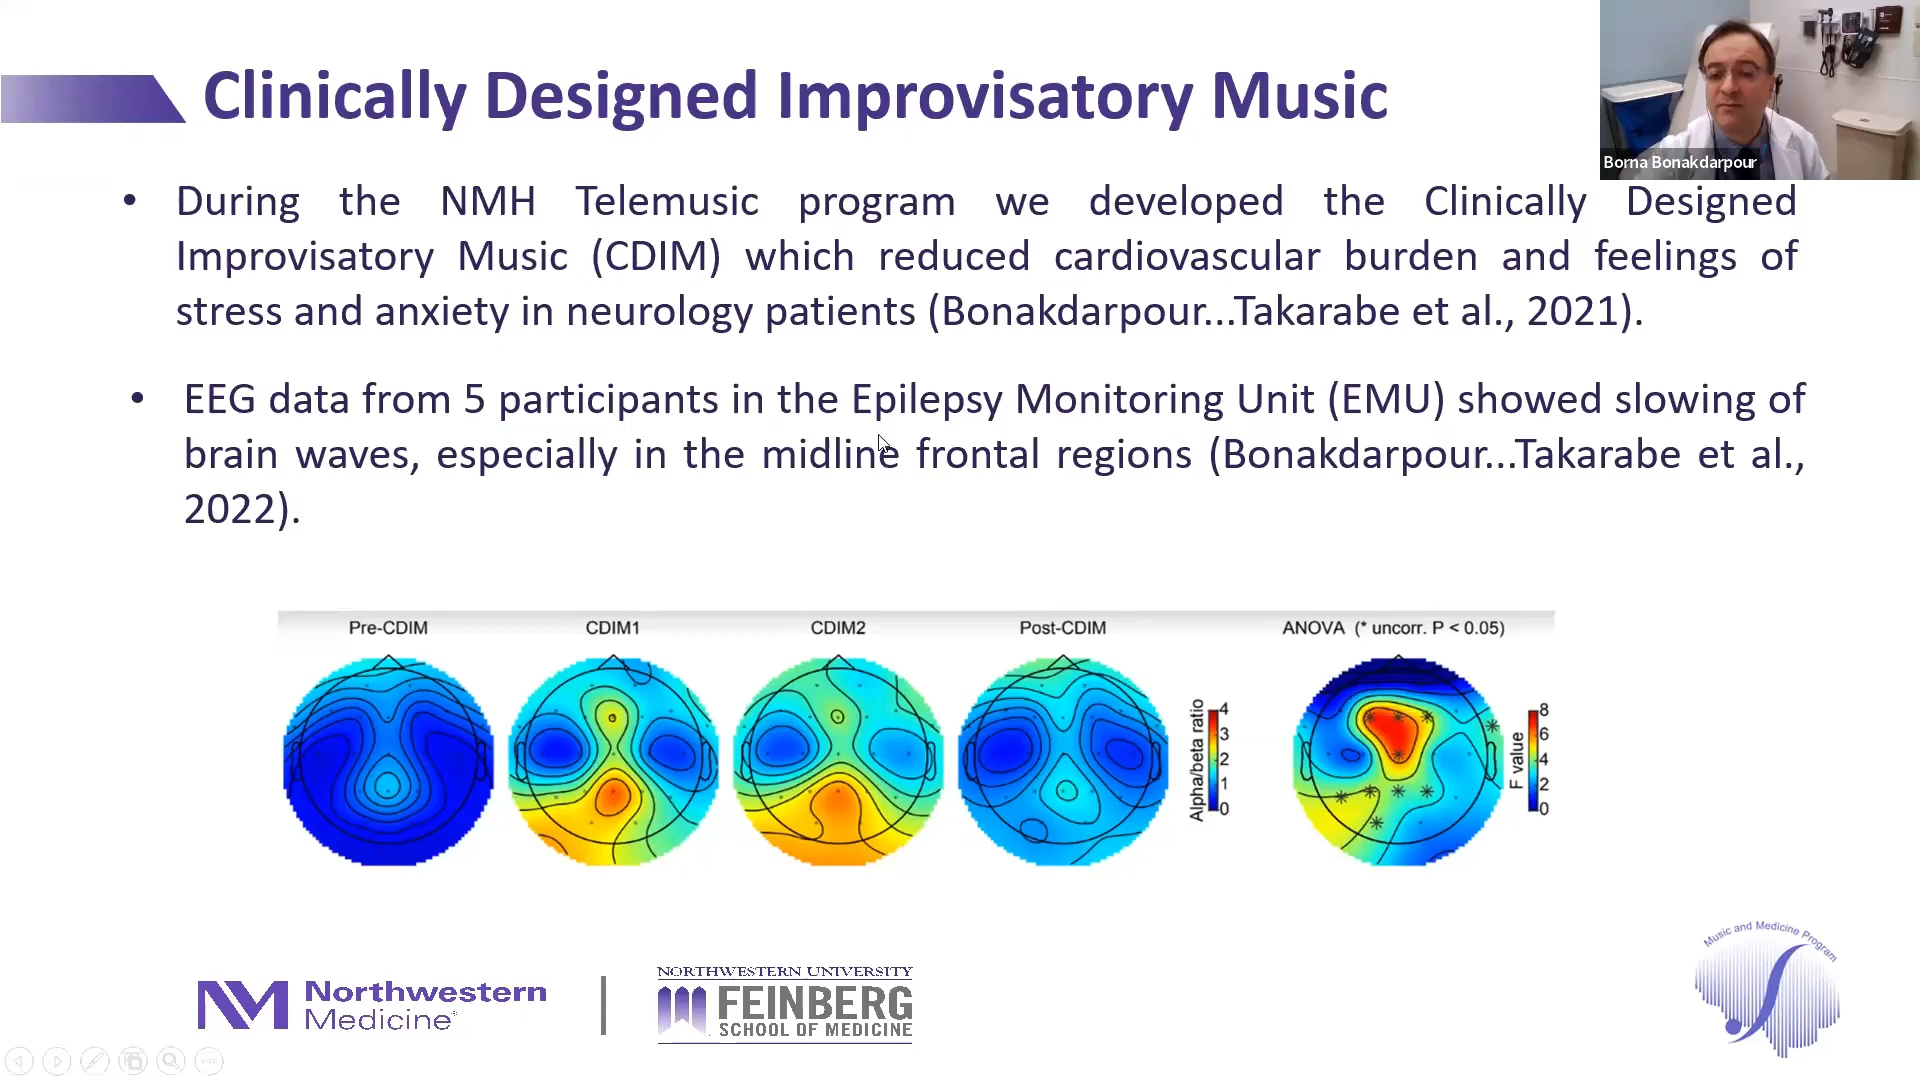 Clinically Designed Improvisatory Music
Borna Bonakdarpour
• During the NMH Telemusic program we developed the Clinically Designed
Improvisatory Music (CDIM) which reduced cardiovascular burden and feelings of
stress and anxiety in neurology patients (Bonakdarpour...Takarabe et al., 2021).
• EEG data from 5 participants in the Epilepsy Monitoring Unit (EMU) showed slowing of
brain waves, especially in the midline frontal regions (Bonakdarpour...Takarabe et al.,
2022).
Pre-CDIM CDIM1 CDIM2 Post-CDIM ANOVA (* uncorr. P < 0.05)
Alpha/beta ratio
4
3
2
1
0
F value
8
6
4
2
0
Northwestern
Medicine®
NORTHWESTERN UNIVERSITY
FEINBERG
SCHOOL OF MEDICINE
Music and Medicine Program